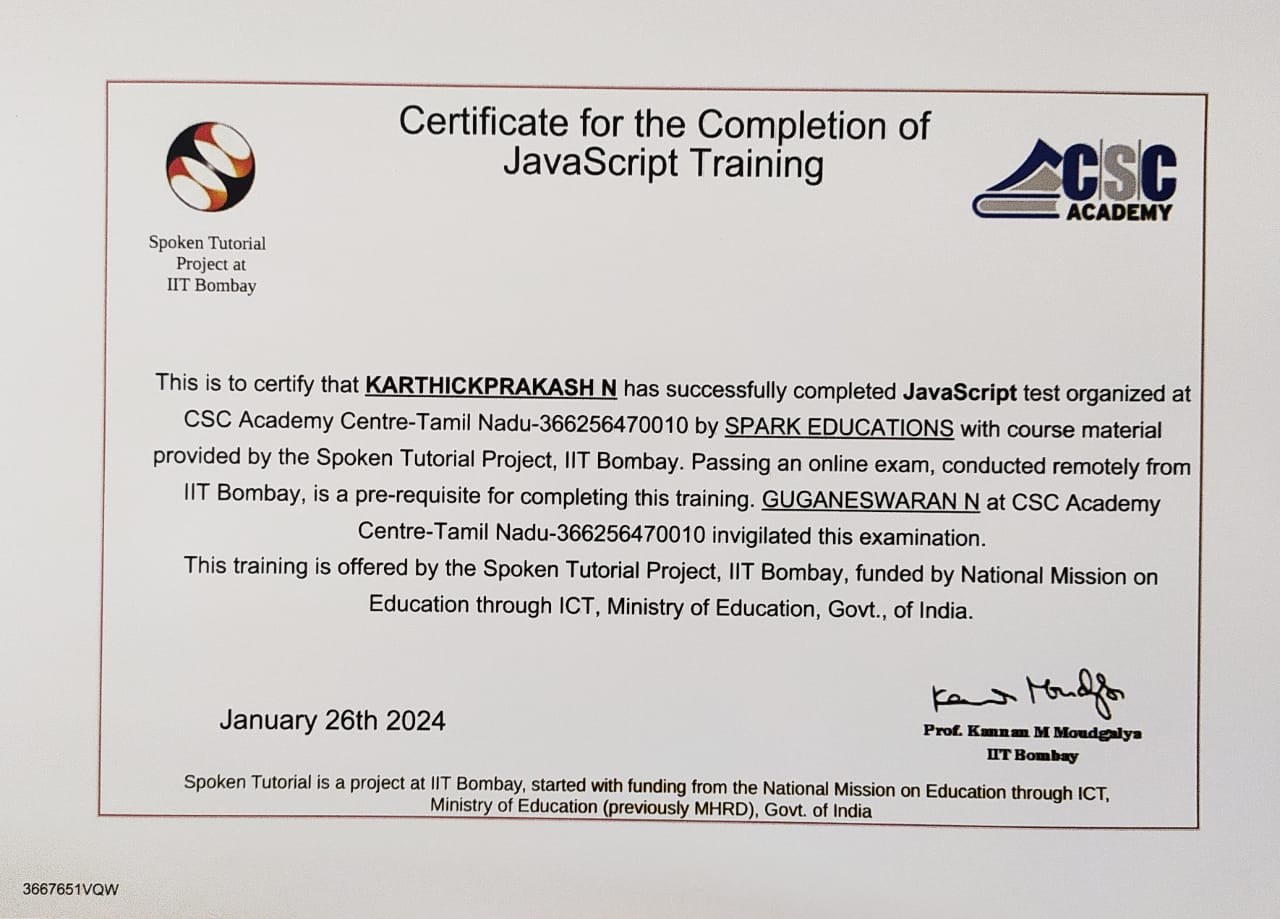 Certificate for the Completion of
JavaScript Training
CSC
ACADEMY
Spoken Tutorial
Project at
IIT Bombay
This is to certify that KARTHICKPRAKASH N has successfully completed JavaScript test organized at
CSC Academy Centre-Tamil Nadu-366256470010 by SPARK EDUCATIONS with course material
provided by the Spoken Tutorial Project, IIT Bombay. Passing an online exam, conducted remotely from
IIT Bombay, is a pre-requisite for completing this training. GUGANESWARAN N at CSC Academy
Centre-Tamil Nadu-366256470010 invigilated this examination.
This training is offered by the Spoken Tutorial Project, IIT Bombay, funded by National Mission on
Education through ICT, Ministry of Education, Govt., of India.
January 26th 2024
Prof. Kannan M Moudgalya
IIT Bombay
Spoken Tutorial is a project at IIT Bombay, started with funding from the National Mission on Education through ICT,
Ministry of Education (previously MHRD), Govt. of India
3667651VQW